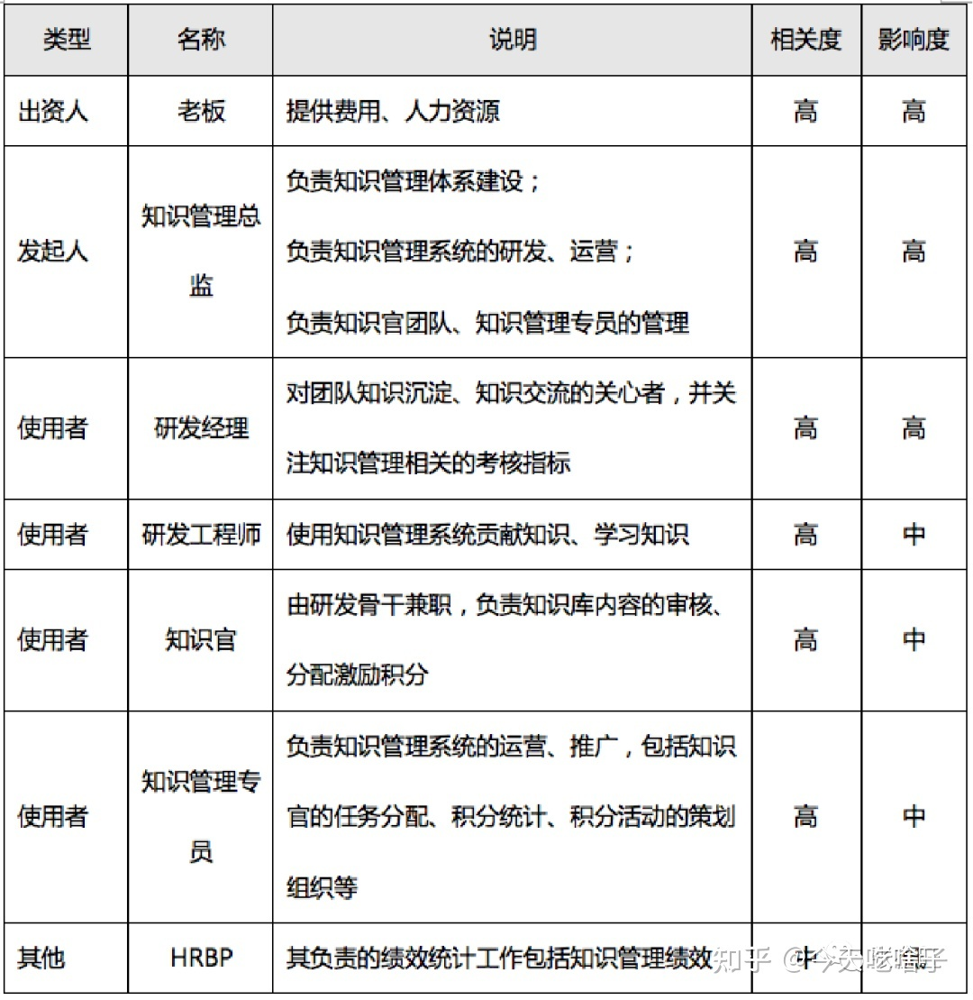 类型 名称 说明 相关度 影响度
出资人 老板 提供费用、人力资源 高 高
负责知识管理体系建设；
知识管理总
发起人 负责知识管理系统的研发、运营； 高 高
监
负责知识官团队、知识管理专员的管理
对团队知识沉淀、知识交流的关心者，并关
使用者 研发经理 高 高
注知识管理相关的考核指标
使用者 研发工程师 使用知识管理系统贡献知识、学习知识 高 中
由研发骨干兼职，负责知识库内容的审核、
使用者 知识官 高 中
分配激励积分
负责知识管理系统的运营、推广，包括知识
知识管理专
使用者 官的任务分配、积分统计、积分活动的策划 高 中
员
组织等
其他 HRBP 其负责的绩效统计工作包括知识管理绩效 中
知乎 @今天